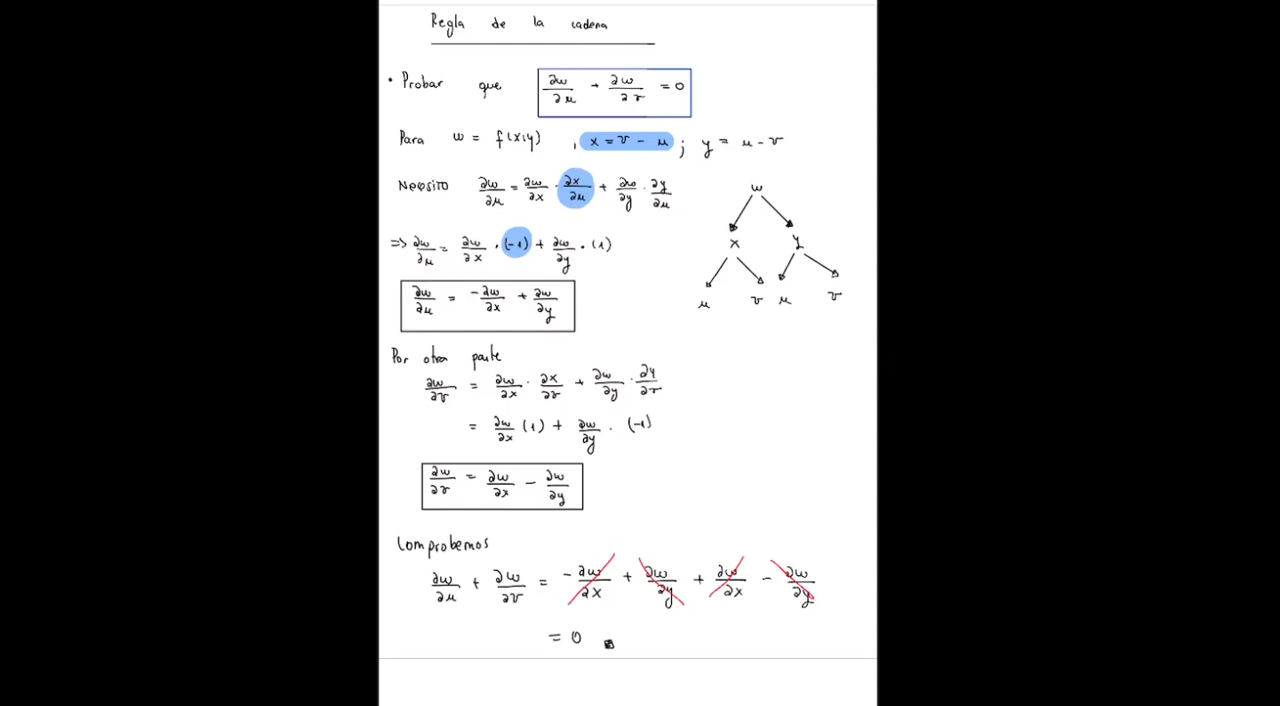 Regla de la cadena
• Probar que ∂w/∂μ + ∂w/∂v = 0
Para w = f(x;y) , x = v - μ ; y = μ - v
Necesito ∂w/∂μ = ∂w/∂x · ∂x/∂μ + ∂w/∂y · ∂y/∂μ
w
=> ∂w/∂μ = ∂w/∂x · (-1) + ∂w/∂y · (1)
x y
∂w/∂μ = -∂w/∂x + ∂w/∂y
μ v μ v
Por otra parte
∂w/∂v = ∂w/∂x · ∂x/∂v + ∂w/∂y · ∂y/∂v
= ∂w/∂x (1) + ∂w/∂y · (-1)
∂w/∂v = ∂w/∂x - ∂w/∂y
Comprobemos
∂w/∂μ + ∂w/∂v = -∂w/∂x + ∂w/∂y + ∂w/∂x - ∂w/∂y
= 0